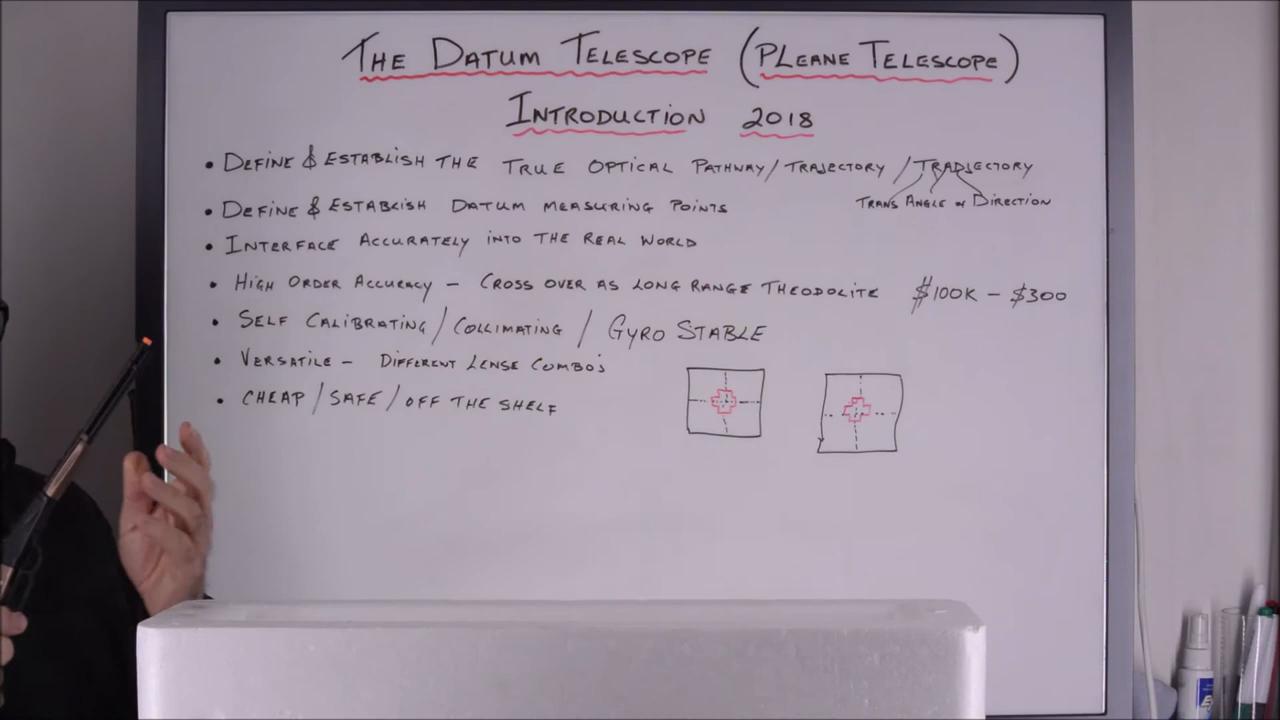 THE DATUM TELESCOPE (PLEANE TELESCOPE)
INTRODUCTION 2018
• DEFINE & ESTABLISH THE TRUE OPTICAL PATHWAY/TRAJECTORY/TRADJECTORY
TRANS ANGLE or DIRECTION
• DEFINE & ESTABLISH DATUM MEASURING POINTS
• INTERFACE ACCURATELY INTO THE REAL WORLD
• HIGH ORDER ACCURACY – CROSS OVER AS LONG RANGE THEODOLITE $100K – $300
• SELF CALIBRATING/COLLIMATING / GYRO STABLE
• VERSATILE – DIFFERENT LENSE COMBO'S
• CHEAP/SAFE/OFF THE SHELF